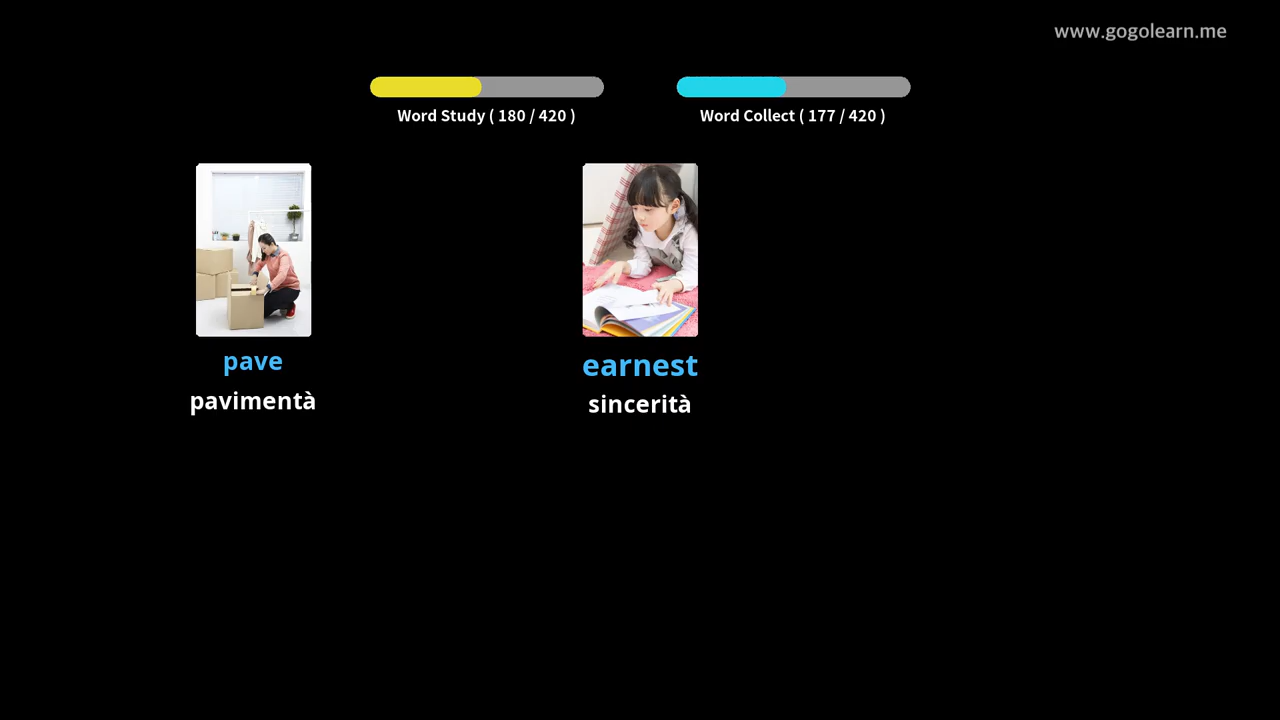 www.gogolearn.me
Word Study ( 180 / 420 )
Word Collect ( 177 / 420 )
pave
pavimentà
earnest
sincerità